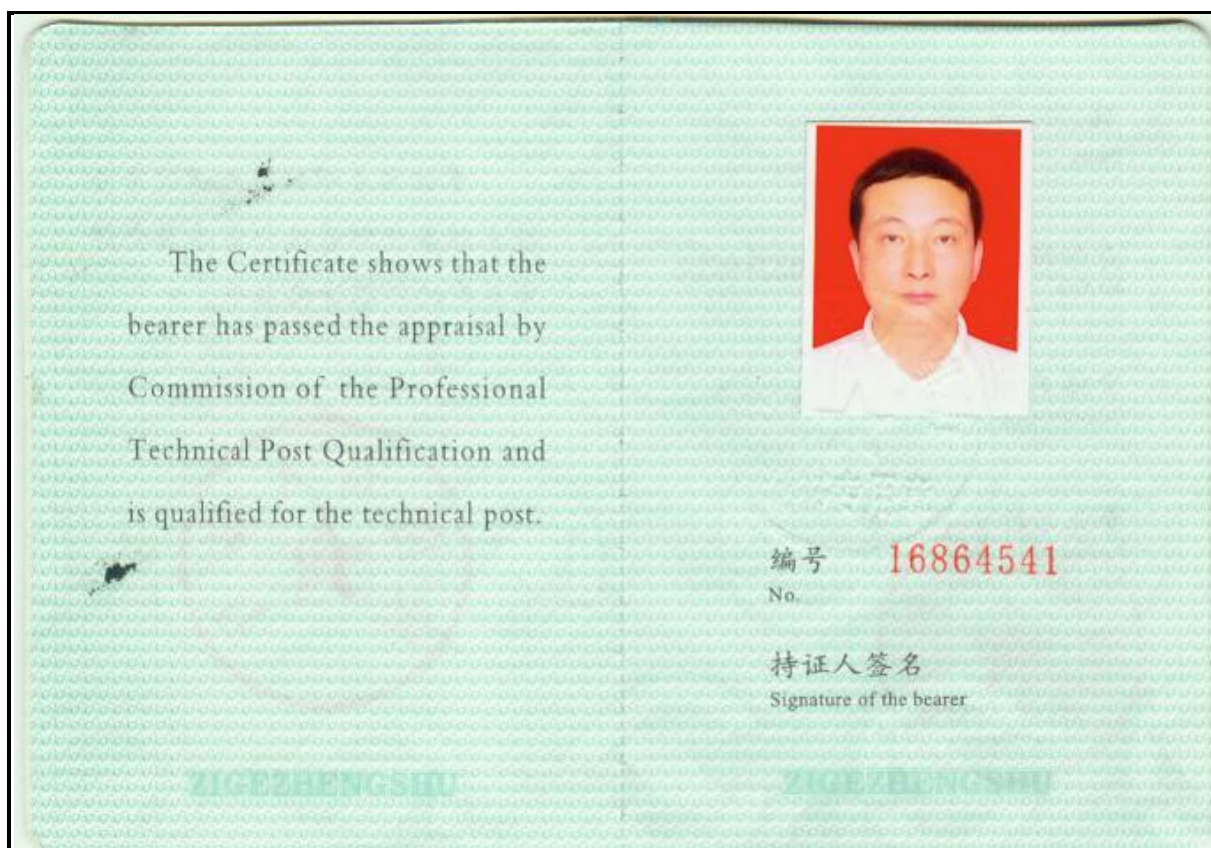 The Certificate shows that the
bearer has passed the appraisal by
Commission of the Professional
Technical Post Qualification and
is qualified for the technical post.
ZIGEZHENGSHU
编号 16864541
No.
持证人签名
Signature of the bearer
ZIGEZHENGSHU